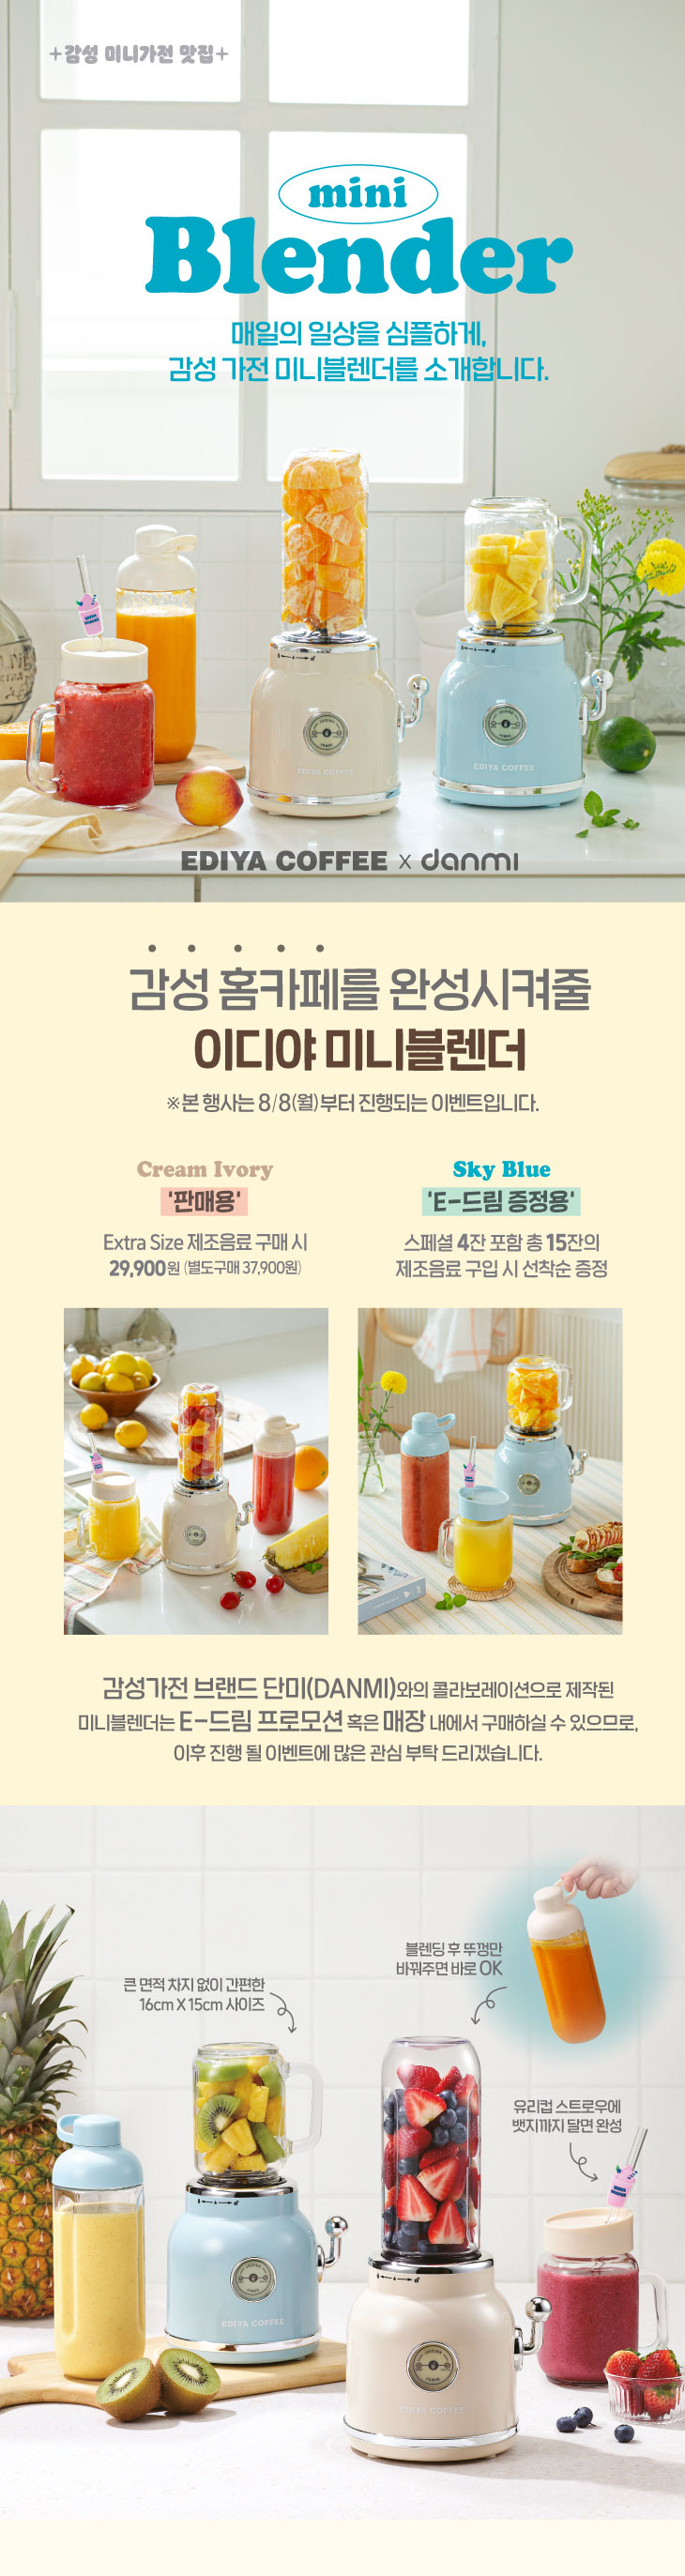 +감성 미니가전 맛집+
mini
Blender
매일의 일상을 심플하게,
감성 가전 미니블렌더를 소개합니다.
EDIYA COFFEE
EDIYA COFFEE
EDIYA COFFEE x danmi
감성 홈카페를 완성시켜줄
이디야 미니블렌더
※본 행사는 8/8(월)부터 진행되는 이벤트입니다.
Cream Ivory
'판매용'
Extra Size 제조음료 구매 시
29,900원 (별도구매 37,900원)
Sky Blue
'E-드림 증정용'
스페셜 4잔 포함 총 15잔의
제조음료 구입 시 선착순 증정
감성가전 브랜드 단미(DANMI)와의 콜라보레이션으로 제작된
미니블렌더는 E-드림 프로모션 혹은 매장 내에서 구매하실 수 있으므로,
이후 진행 될 이벤트에 많은 관심 부탁 드리겠습니다.
블렌딩 후 뚜껑만
바꿔주면 바로 OK
큰 면적 차지 없이 간편한
16cm X 15cm 사이즈
유리컵 스트로우에
뱃지까지 달면 완성
EDIYA COFFEE
EDIYA COFFEE